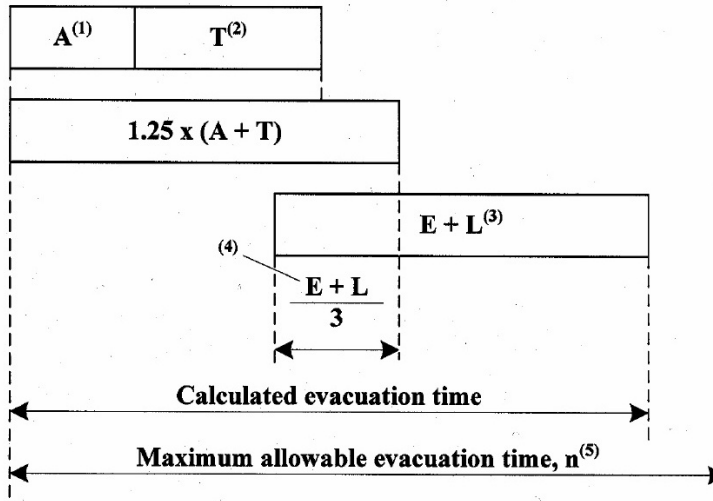 A(1) T(2)
1.25 x (A + T)
E + L(3)
(4)
E + L
3
Calculated evacuation time
Maximum allowable evacuation time, n(5)